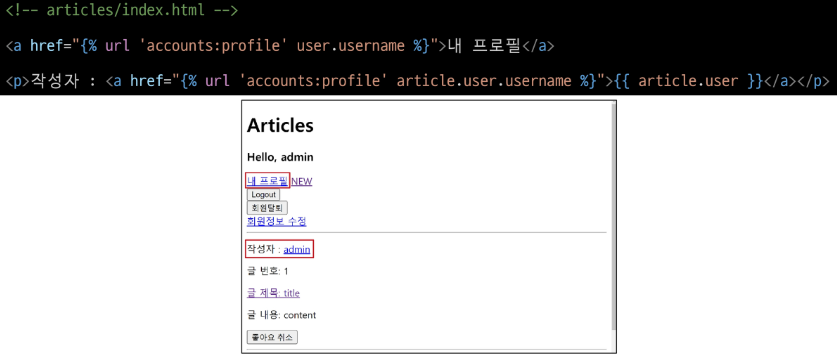 <!-- articles/index.html -->
<a href="{% url 'accounts:profile' user.username %}">내 프로필</a>
<p>작성자 : <a href="{% url 'accounts:profile' article.user.username %}">{{ article.user }}</a></p>
Articles
Hello, admin
내 프로필 NEW
Logout
회원탈퇴
회원정보 수정
작성자 : admin
글 번호: 1
글 제목: title
글 내용: content
좋아요 취소